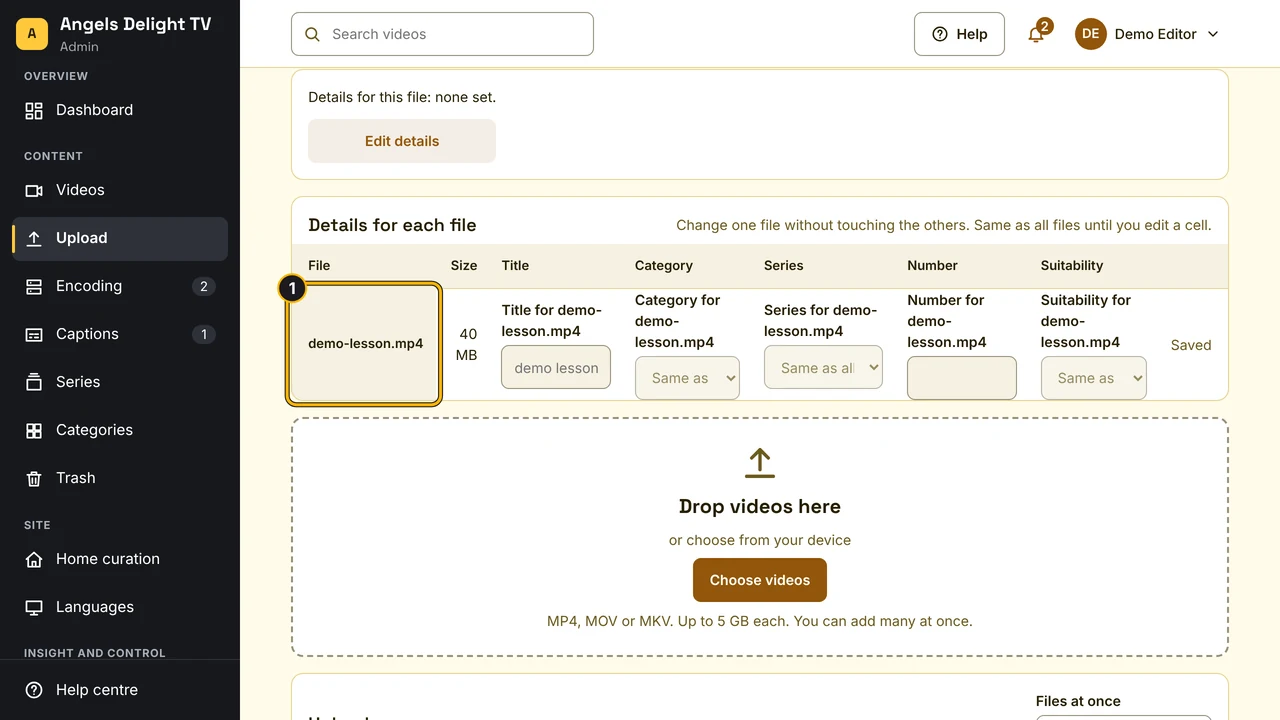 A
Angels Delight TV
Admin
OVERVIEW
Dashboard
CONTENT
Videos
Upload
Encoding 2
Captions 1
Series
Categories
Trash
SITE
Home curation
Languages
INSIGHT AND CONTROL
Help centre
Search videos
Help
2
DE
Demo Editor
Details for this file: none set.
Edit details
Details for each file
Change one file without touching the others. Same as all files until you edit a cell.
File Size Title Category Series Number Suitability
1
demo-lesson.mp4
40
MB
Title for demo-
lesson.mp4
demo lesson
Category for
demo-
lesson.mp4
Same as
Series for demo-
lesson.mp4
Same as all
Number for
demo-
lesson.mp4
Suitability for
demo-
lesson.mp4
Same as
Saved
Drop videos here
or choose from your device
Choose videos
MP4, MOV or MKV. Up to 5 GB each. You can add many at once.
Files at once